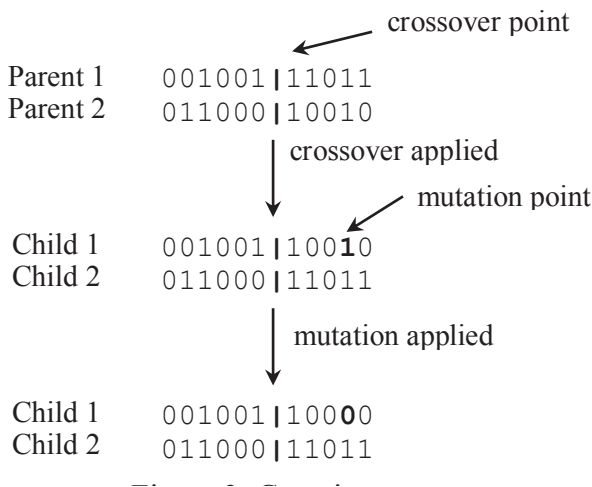 crossover point
Parent 1 001001|11011
Parent 2 011000|10010
crossover applied
mutation point
Child 1 001001|10010
Child 2 011000|11011
mutation applied
Child 1 001001|10000
Child 2 011000|11011